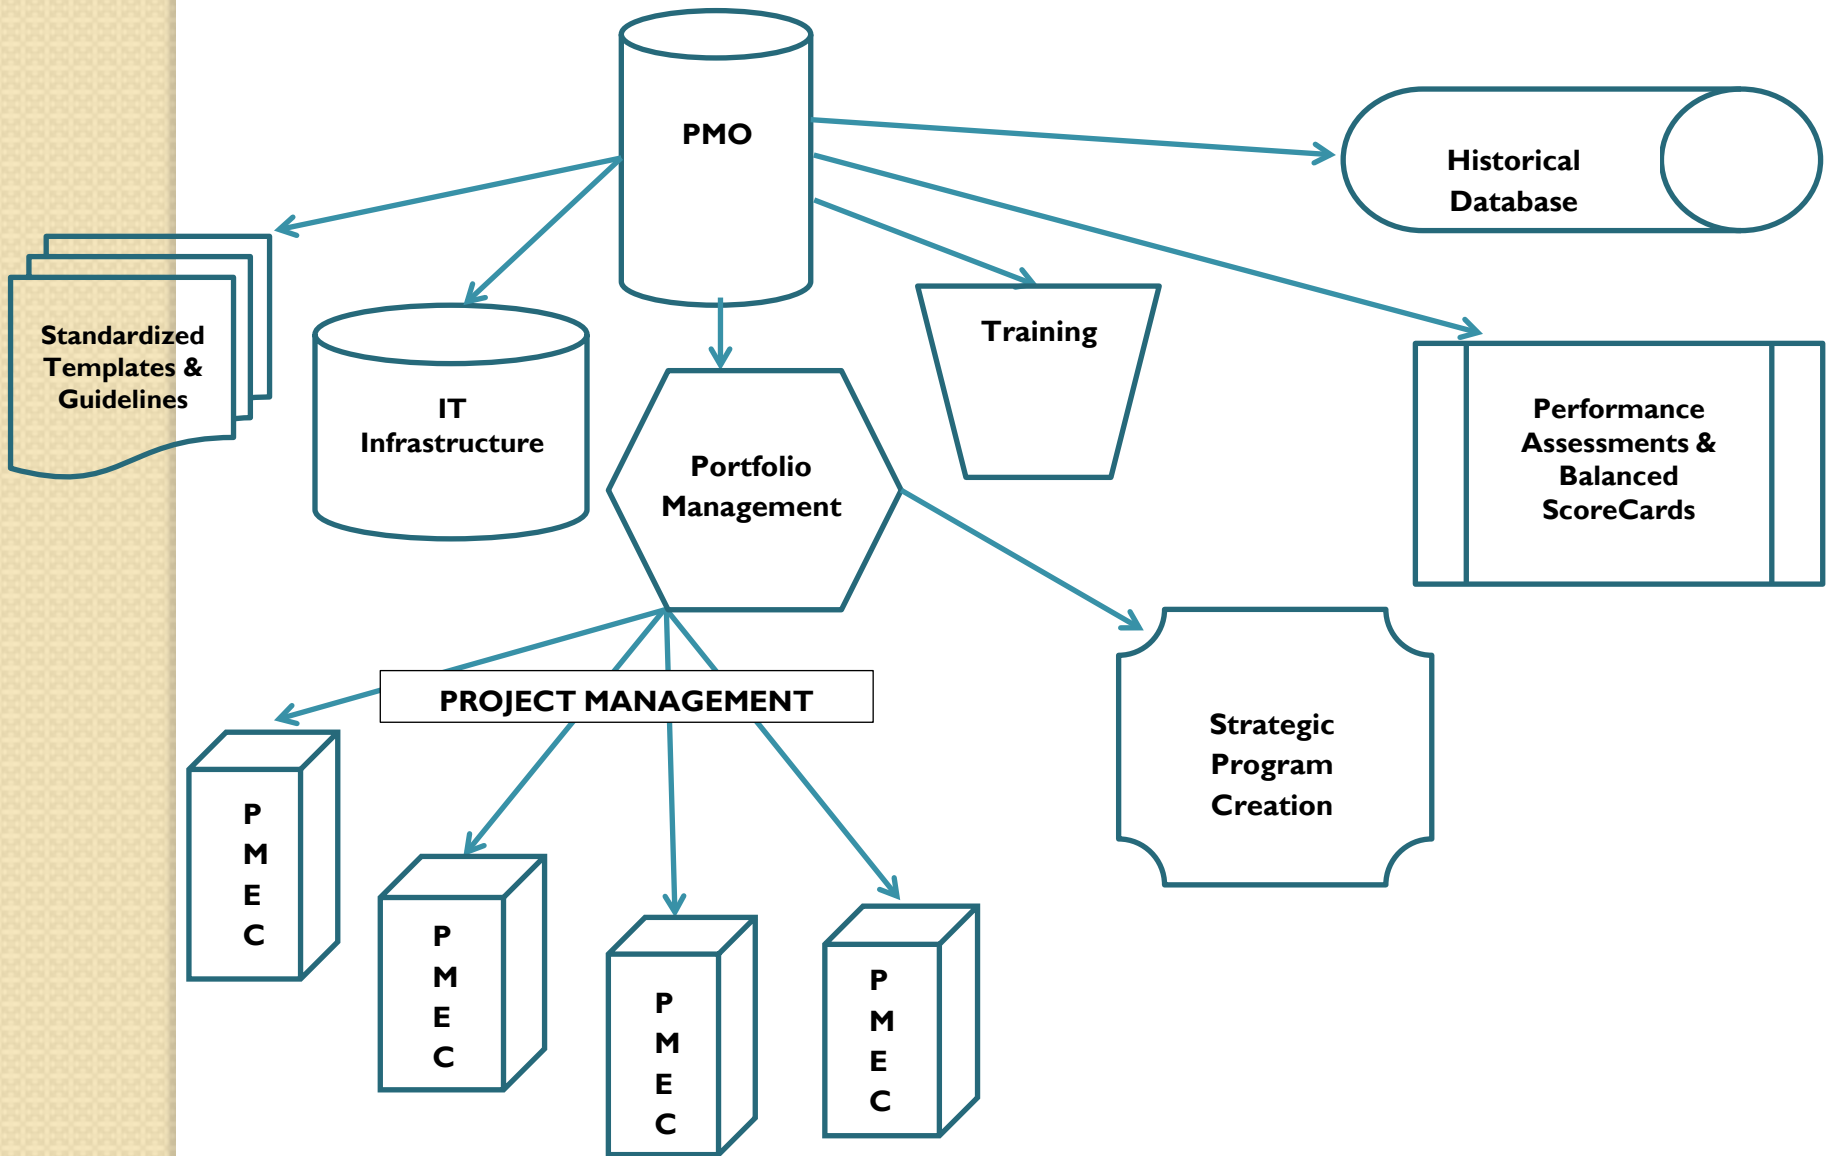 PMO
Historical
Database
Standardized
Templates &
Guidelines
IT
Infrastructure
Portfolio
Management
Training
Performance
Assessments &
Balanced
ScoreCards
PROJECT MANAGEMENT
Strategic
Program
Creation
P
M
E
C
P
M
E
C
P
M
E
C
P
M
E
C